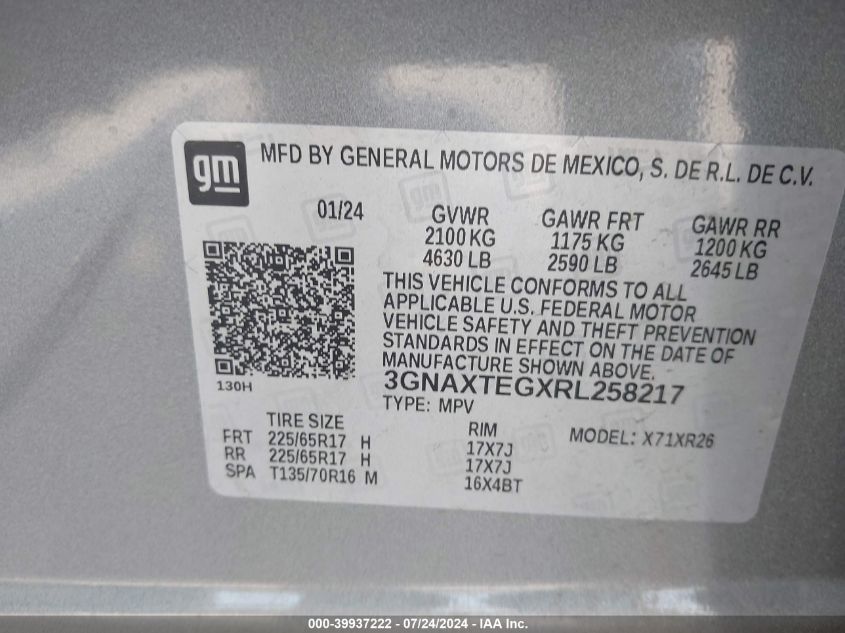 gm
MFD BY GENERAL MOTORS DE MEXICO, S. DE R.L. DE C.V.
01/24
GVWR GAWR FRT GAWR RR
2100 KG 1175 KG 1200 KG
4630 LB 2590 LB 2645 LB
THIS VEHICLE CONFORMS TO ALL
APPLICABLE U.S. FEDERAL MOTOR
VEHICLE SAFETY AND THEFT PREVENTION
STANDARDS IN EFFECT ON THE DATE OF
MANUFACTURE SHOWN ABOVE.
130H
3GNAXTEGXRL258217
TYPE: MPV
TIRE SIZE RIM MODEL: X71XR26
FRT 225/65R17 H 17X7J
RR 225/65R17 H 17X7J
SPA T135/70R16 M 16X4BT
000-39937222 / 07/24/2024 - IAA Inc.